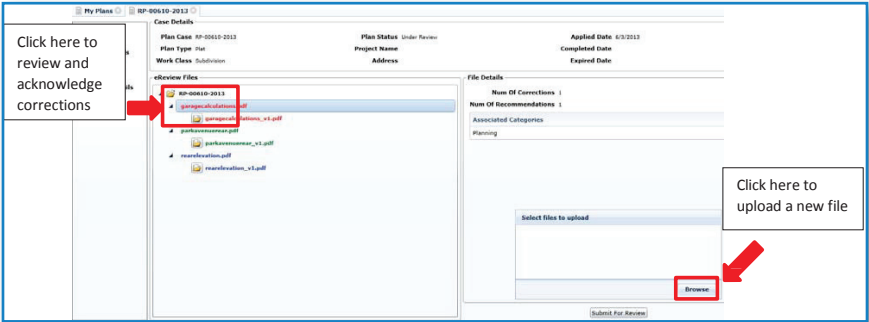 My Plans
RP-00610-2013
Case Details
Click here to
review and
acknowledge
corrections
Plan Case RP-00610-2013
Plan Status Under Review
Applied Date 6/3/2013
Plan Type Plat
Project Name
Completed Date
Work Class Subdivision
Address
Expired Date
eReview Files
File Details
RP-00610-2013
Num Of Corrections 1
garagecalculations.pdf
Num Of Recommendations 1
garagecalculations_v1.pdf
Associated Categories
parkavenuerear.pdf
Planning
parkavenuerear_v1.pdf
rearelevation.pdf
rearelevation_v1.pdf
Click here to
upload a new file
Select files to upload
Browse
Submit For Review